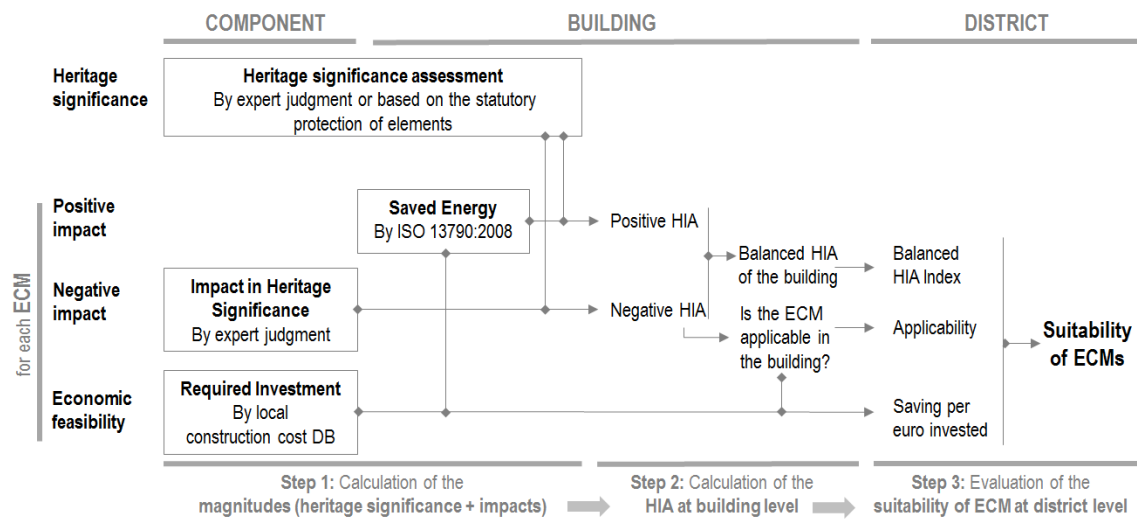 COMPONENT
BUILDING
DISTRICT
Heritage
significance
Heritage significance assessment
By expert judgment or based on the statutory
protection of elements
for each ECM
Positive
impact
Saved Energy
By ISO 13790:2008
Positive HIA
Balanced HIA
of the building
Balanced
HIA Index
Negative
impact
Impact in Heritage
Significance
By expert judgment
Negative HIA
Is the ECM
applicable in
the building?
Applicability
Suitability
of ECMs
Economic
feasibility
Required Investment
By local
construction cost DB
Saving per
euro invested
Step 1: Calculation of the
magnitudes (heritage significance + impacts)
Step 2: Calculation of the
HIA at building level
Step 3: Evaluation of the
suitability of ECM at district level